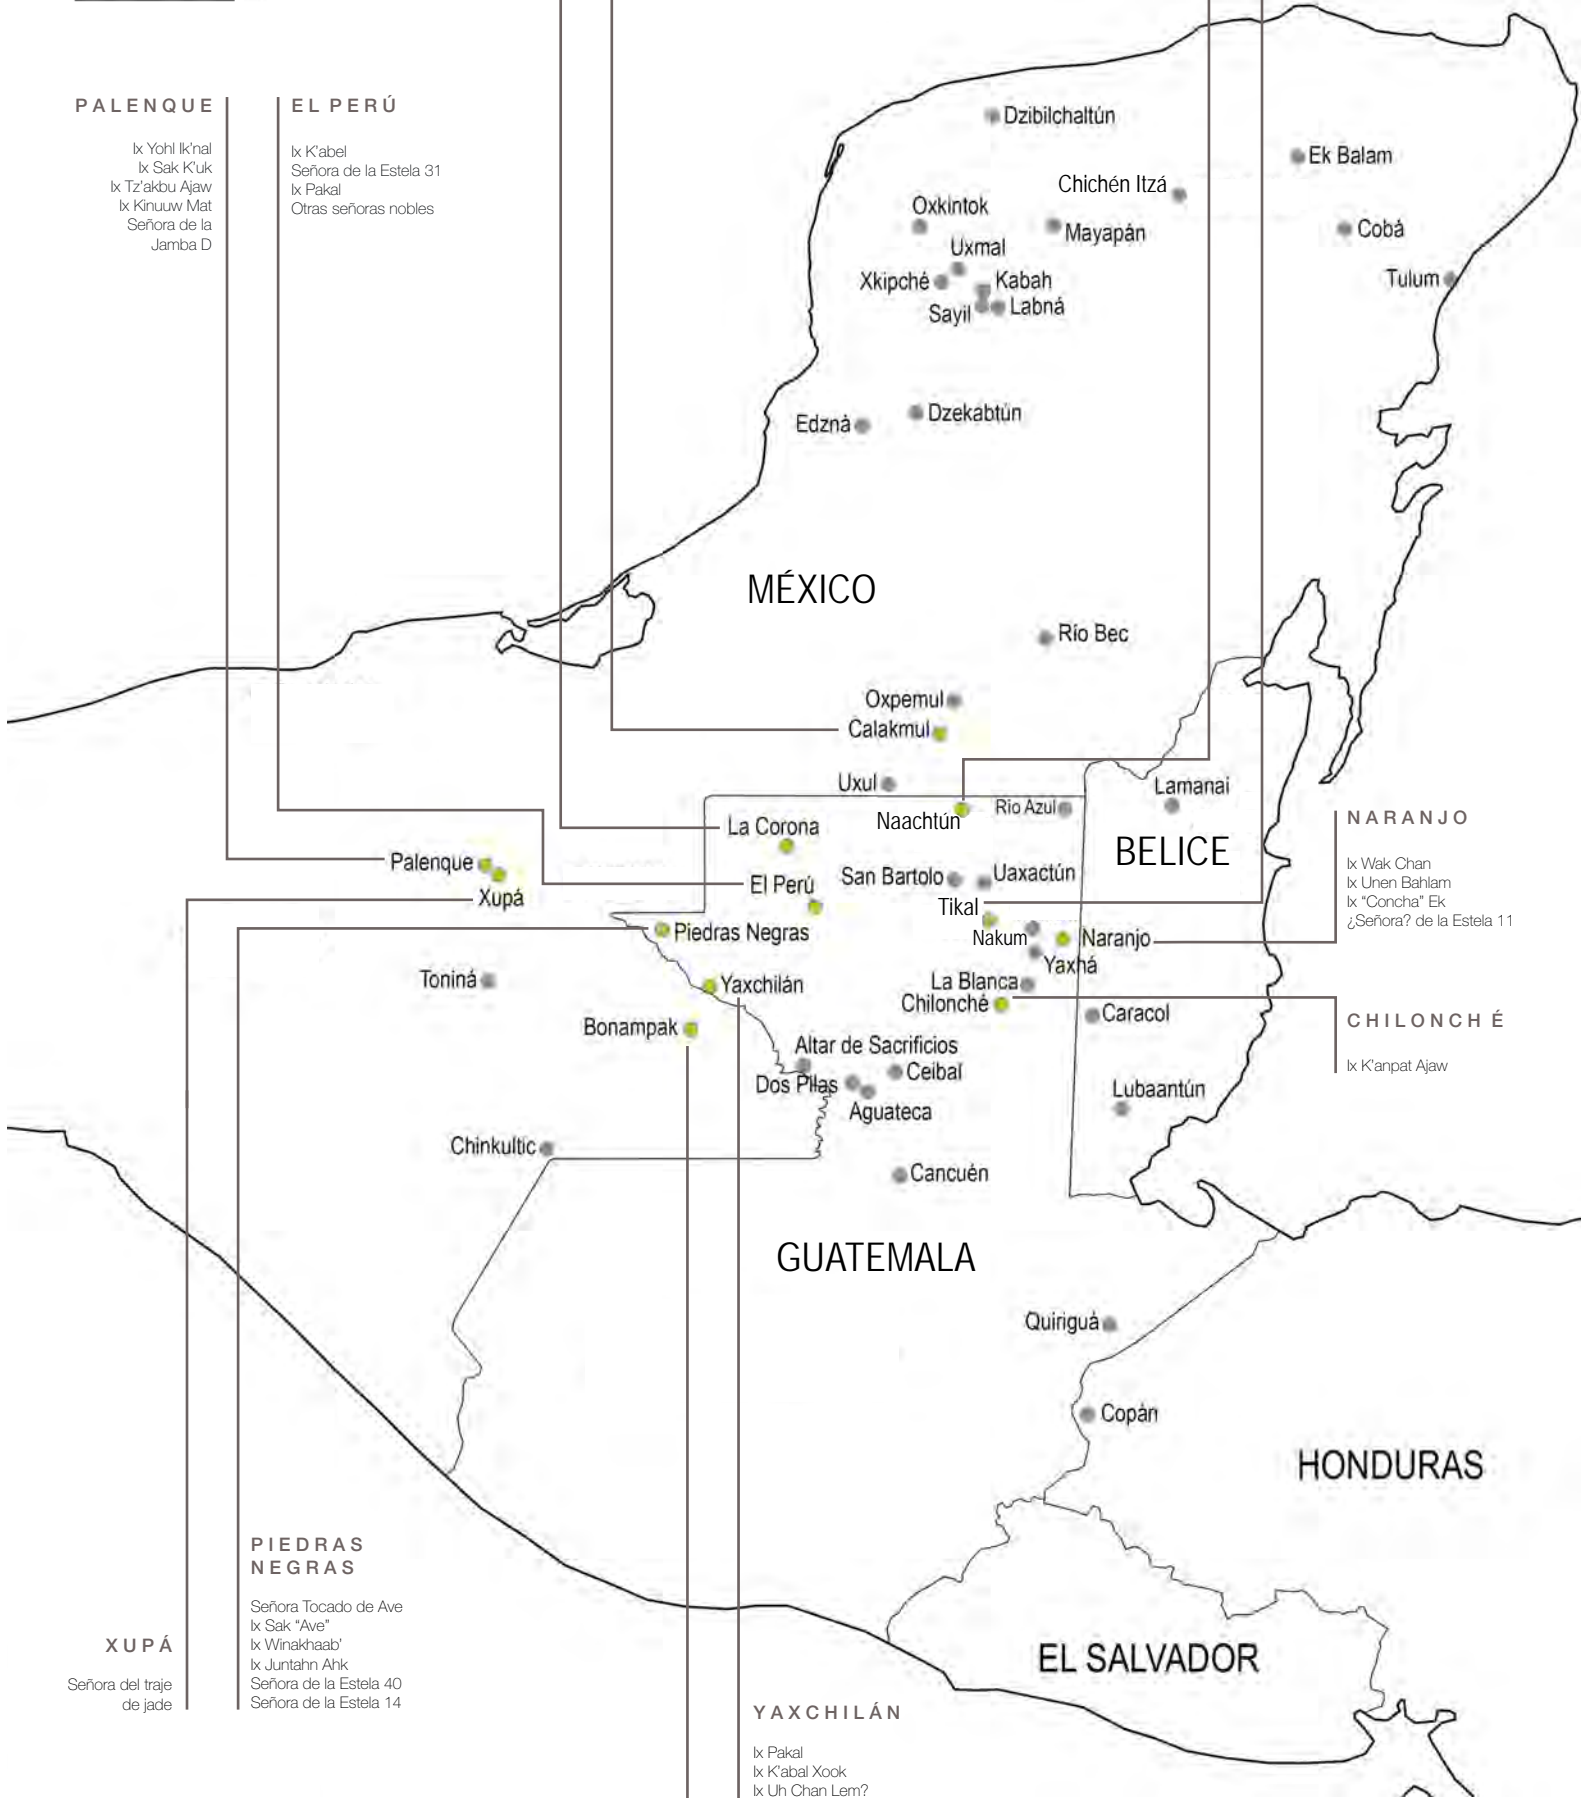 PALENQUE
Ix Yohl Ik'nal
Ix Sak K'uk
Ix Tz'akbu Ajaw
Ix Kinuuw Mat
Señora de la
Jamba D
EL PERÚ
Ix K'abel
Señora de la Estela 31
Ix Pakal
Otras señoras nobles
Dzibilchaltún
Ek Balam
Chichén Itzá
Oxkintok
Mayapán
Cobá
Uxmal
Xkipché
Kabah
Tulum
Sayil
Labná
Edzná
Dzekabtún
MÉXICO
Río Bec
Oxpemul
Calakmul
Uxul
Lamanai
Naachtún
Río Azul
La Corona
BELICE
Palenque
Xupá
El Perú
San Bartolo
Uaxactún
Tikal
Piedras Negras
Nakum
Naranjo
Yaxhá
Toniná
Yaxchilán
La Blanca
Chilonché
Bonampak
Caracol
Altar de Sacrificios
Ceibal
Dos Pilas
Aguateca
Lubaantún
Chinkultic
Cancuén
NARANJO
Ix Wak Chan
Ix Unen Bahlam
Ix "Concha" Ek
¿Señora? de la Estela 11
CHILONCH É
Ix K'anpat Ajaw
GUATEMALA
Quiriguá
Copán
HONDURAS
EL SALVADOR
XUPÁ
Señora del traje
de jade
PIEDRAS
NEGRAS
Señora Tocado de Ave
Ix Sak "Ave"
Ix Winakhaab'
Ix Juntahn Ahk
Señora de la Estela 40
Señora de la Estela 14
YAXCHILÁN
Ix Pakal
Ix K'abal Xook
Ix Uh Chan Lem?